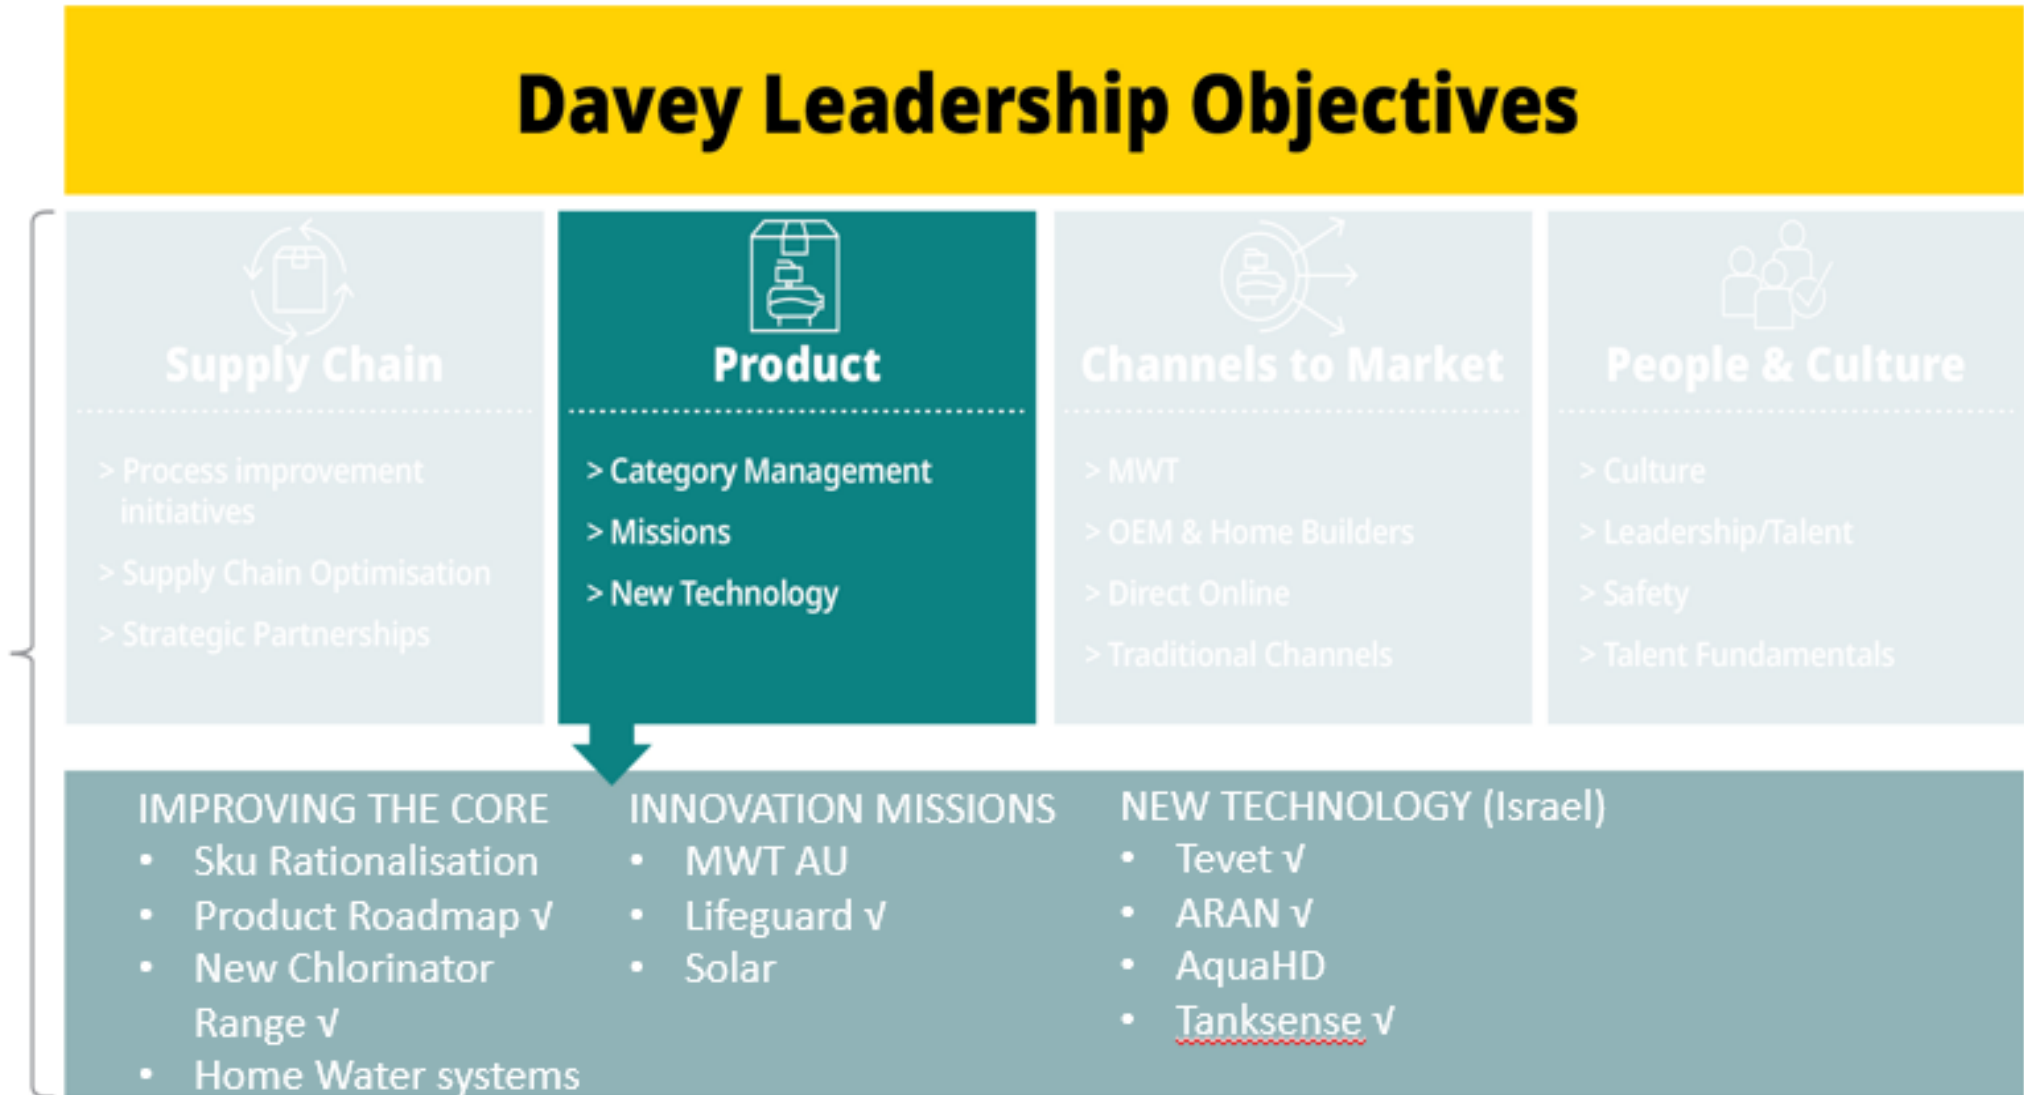 Davey Leadership Objectives
Supply Chain
> Process improvement
initiatives
> Supply Chain Optimisation
> Strategic Partnerships
Product
> Category Management
> Missions
> New Technology
Channels to Market
> MWT
> OEM & Home Builders
> Direct Online
> Traditional Channels
People & Culture
> Culture
> Leadership/Talent
> Safety
> Talent Fundamentals
IMPROVING THE CORE
• Sku Rationalisation
• Product Roadmap √
• New Chlorinator
Range √
• Home Water systems
INNOVATION MISSIONS
• MWT AU
• Lifeguard √
• Solar
NEW TECHNOLOGY (Israel)
• Tevet √
• ARAN √
• AquaHD
• Tanksense √